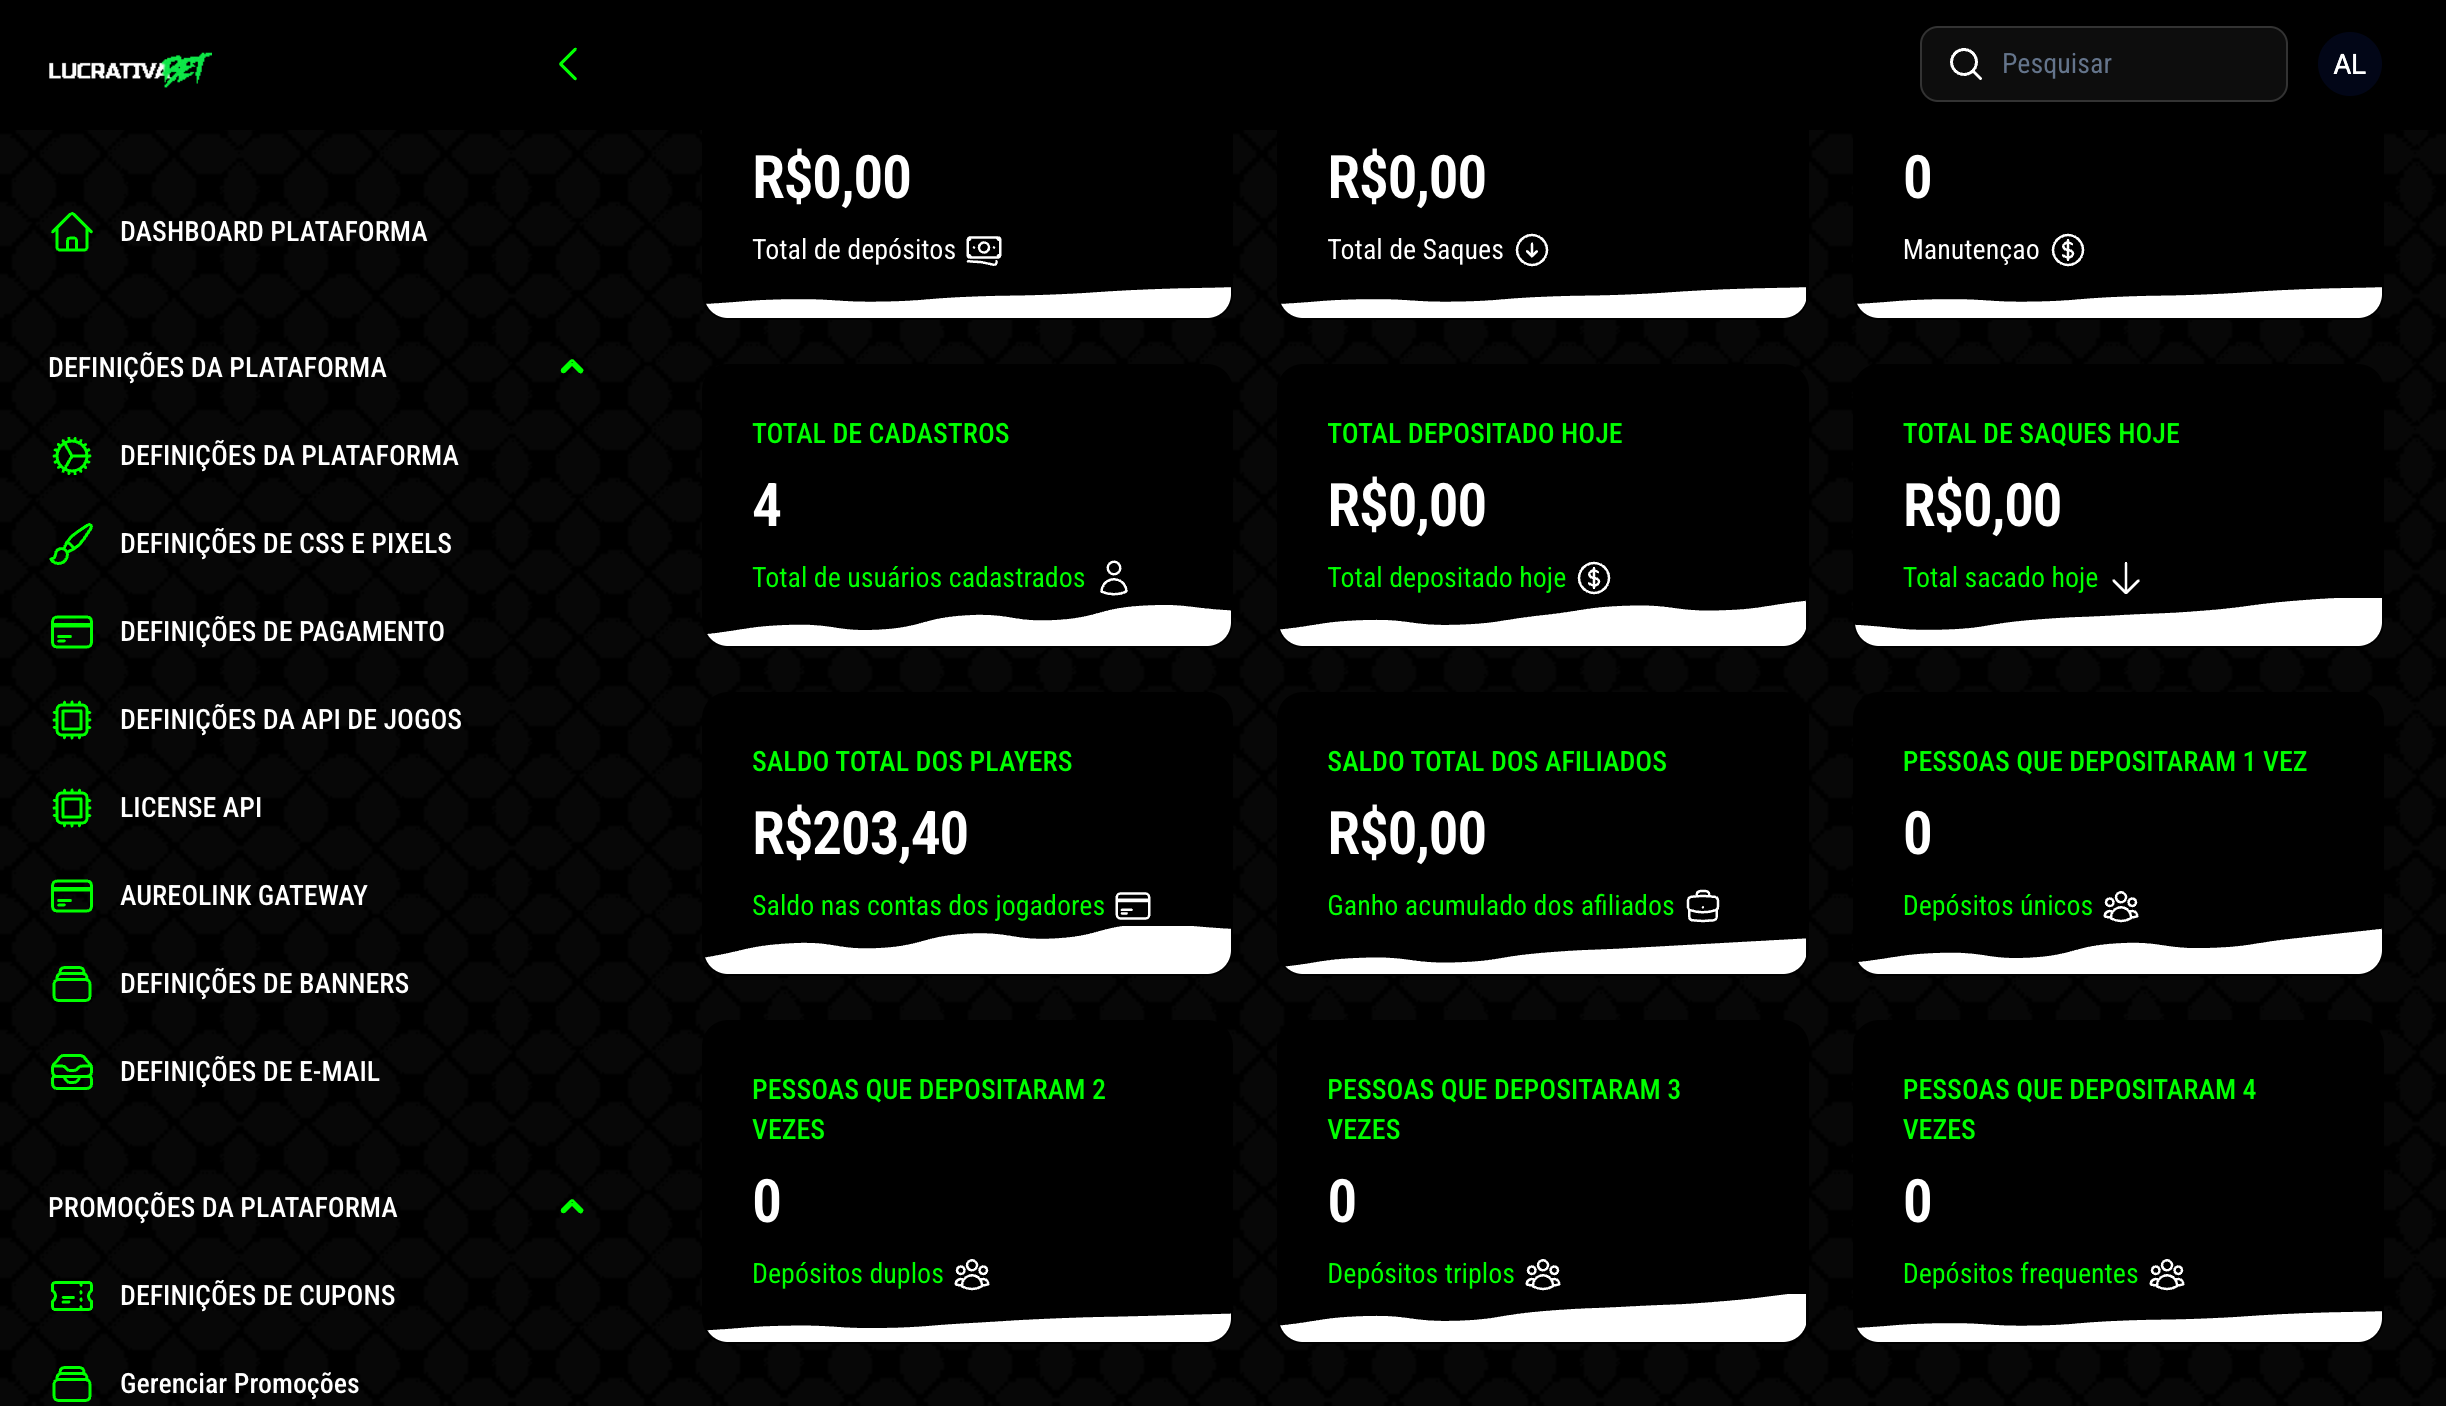 LUCRATIVABET
Pesquisar
AL
DASHBOARD PLATAFORMA
DEFINIÇÕES DA PLATAFORMA
DEFINIÇÕES DA PLATAFORMA
DEFINIÇÕES DE CSS E PIXELS
DEFINIÇÕES DE PAGAMENTO
DEFINIÇÕES DA API DE JOGOS
LICENSE API
AUREOLINK GATEWAY
DEFINIÇÕES DE BANNERS
DEFINIÇÕES DE E-MAIL
PROMOÇÕES DA PLATAFORMA
DEFINIÇÕES DE CUPONS
Gerenciar Promoções
R$0,00
Total de depósitos
R$0,00
Total de Saques
0
Manutençao
TOTAL DE CADASTROS
4
Total de usuários cadastrados
TOTAL DEPOSITADO HOJE
R$0,00
Total depositado hoje
TOTAL DE SAQUES HOJE
R$0,00
Total sacado hoje
SALDO TOTAL DOS PLAYERS
R$203,40
Saldo nas contas dos jogadores
SALDO TOTAL DOS AFILIADOS
R$0,00
Ganho acumulado dos afiliados
PESSOAS QUE DEPOSITARAM 1 VEZ
0
Depósitos únicos
PESSOAS QUE DEPOSITARAM 2
VEZES
0
Depósitos duplos
PESSOAS QUE DEPOSITARAM 3
VEZES
0
Depósitos triplos
PESSOAS QUE DEPOSITARAM 4
VEZES
0
Depósitos frequentes